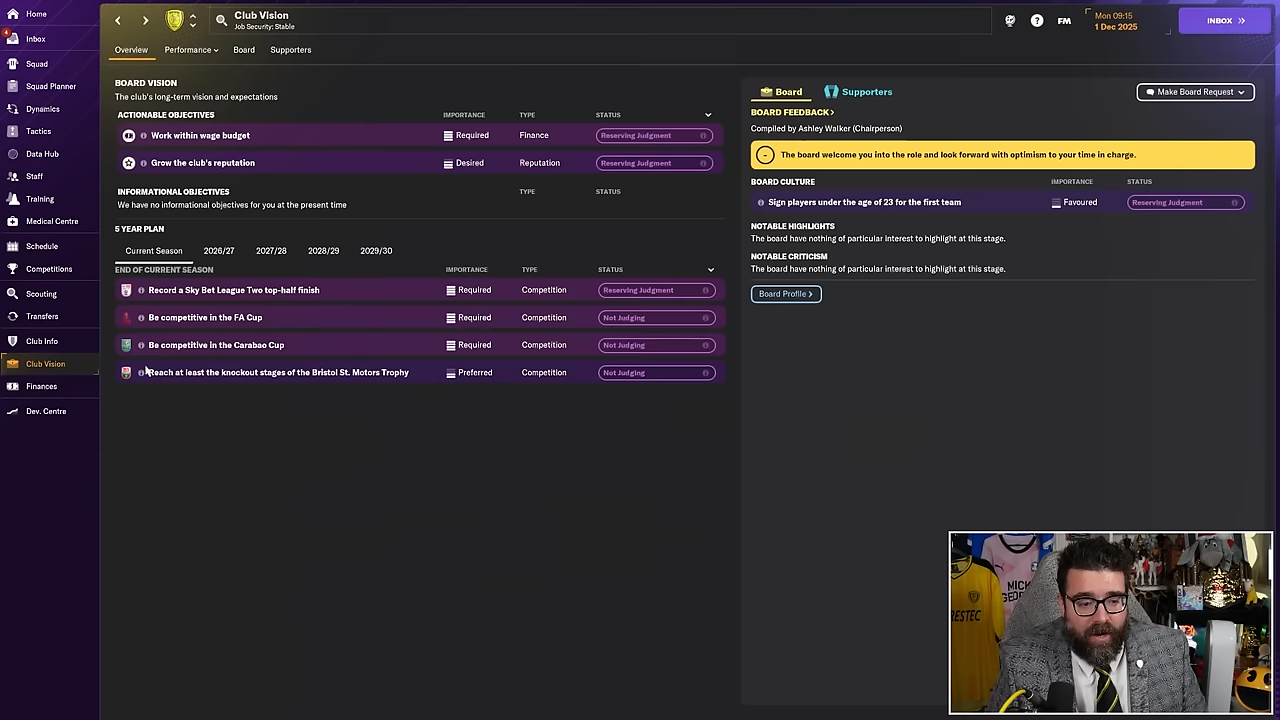 Home
4
Inbox
Squad
Squad Planner
Dynamics
Tactics
Data Hub
Staff
Training
Medical Centre
Schedule
Competitions
Scouting
Transfers
Club Info
Club Vision
Finances
Dev. Centre
Club Vision
Job Security: Stable
FM
Mon 09:15
1 Dec 2025
INBOX
Overview Performance Board Supporters
BOARD VISION
The club's long-term vision and expectations
ACTIONABLE OBJECTIVES IMPORTANCE TYPE STATUS
Work within wage budget Required Finance Reserving Judgment
Grow the club's reputation Desired Reputation Reserving Judgment
INFORMATIONAL OBJECTIVES TYPE STATUS
We have no informational objectives for you at the present time
5 YEAR PLAN
Current Season 2026/27 2027/28 2028/29 2029/30
END OF CURRENT SEASON IMPORTANCE TYPE STATUS
Record a Sky Bet League Two top-half finish Required Competition Reserving Judgment
Be competitive in the FA Cup Required Competition Not Judging
Be competitive in the Carabao Cup Required Competition Not Judging
Reach at least the knockout stages of the Bristol St. Motors Trophy Preferred Competition Not Judging
Board Supporters Make Board Request
BOARD FEEDBACK
Compiled by Ashley Walker (Chairperson)
The board welcome you into the role and look forward with optimism to your time in charge.
BOARD CULTURE IMPORTANCE STATUS
Sign players under the age of 23 for the first team Favoured Reserving Judgment
NOTABLE HIGHLIGHTS
The board have nothing of particular interest to highlight at this stage.
NOTABLE CRITICISM
The board have nothing of particular interest to highlight at this stage.
Board Profile